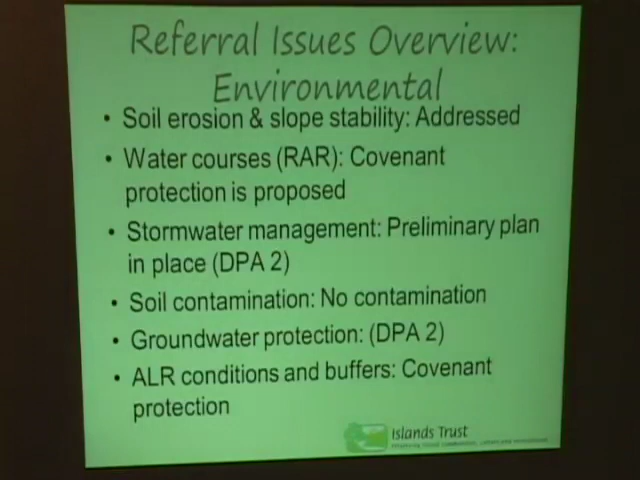 Referral Issues Overview:
Environmental
• Soil erosion & slope stability: Addressed
• Water courses (RAR): Covenant
protection is proposed
• Stormwater management: Preliminary plan
in place (DPA 2)
• Soil contamination: No contamination
• Groundwater protection: (DPA 2)
• ALR conditions and buffers: Covenant
protection
Islands Trust